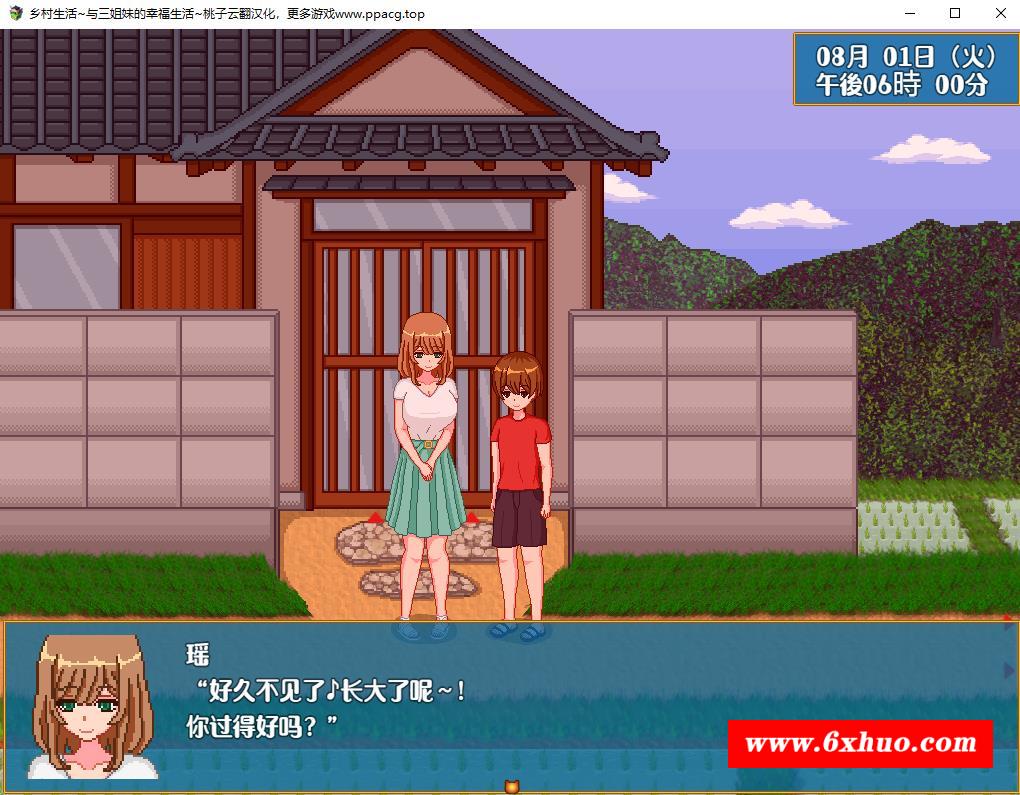 乡村生活~与三姐妹的幸福生活~桃子云翻汉化，更多游戏www.ppacg.top
08月 01日（火）
午後06時 00分
瑶
“好久不见了♪长大了呢～！
你过得好吗？”
www.6xhuo.com